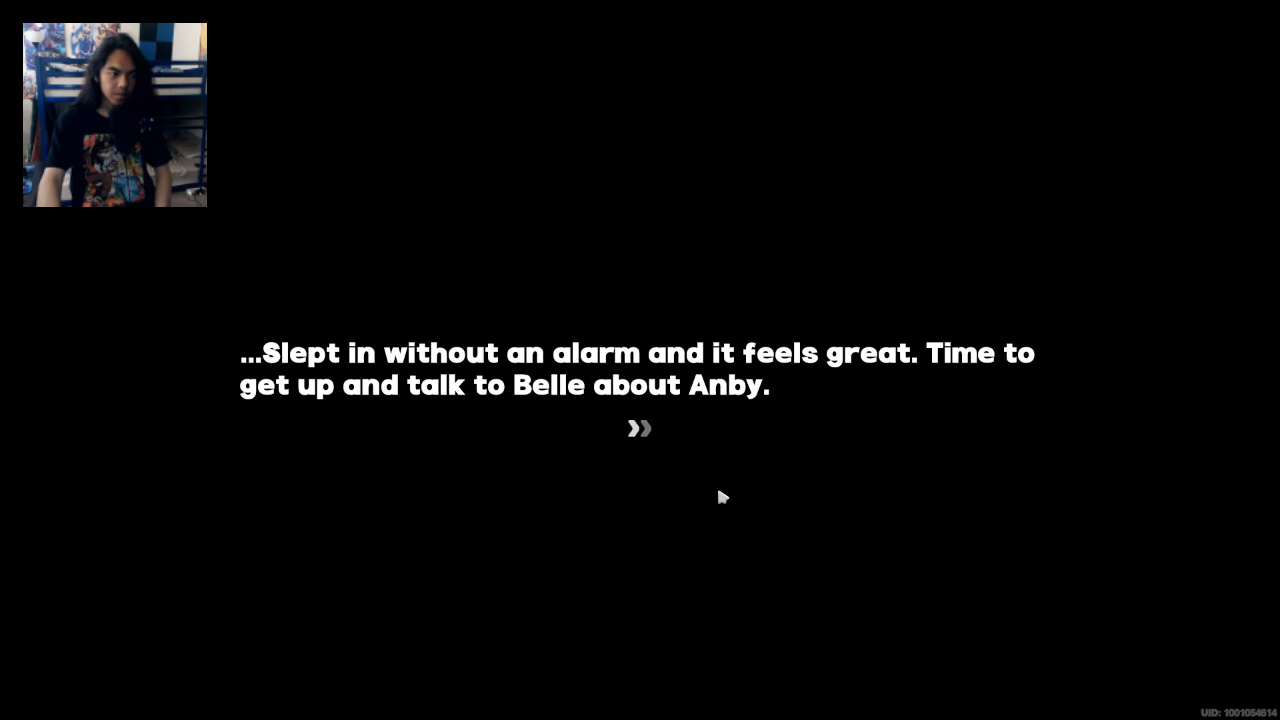 ...Slept in without an alarm and it feels great. Time to
get up and talk to Belle about Anby.
UID: 1001054614